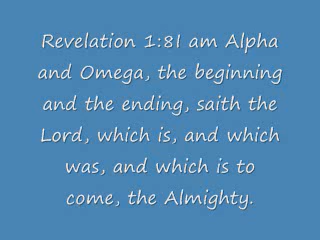 Revelation 1:8I am Alpha
and Omega, the beginning
and the ending, saith the
Lord, which is, and which
was, and which is to
come, the Almighty.